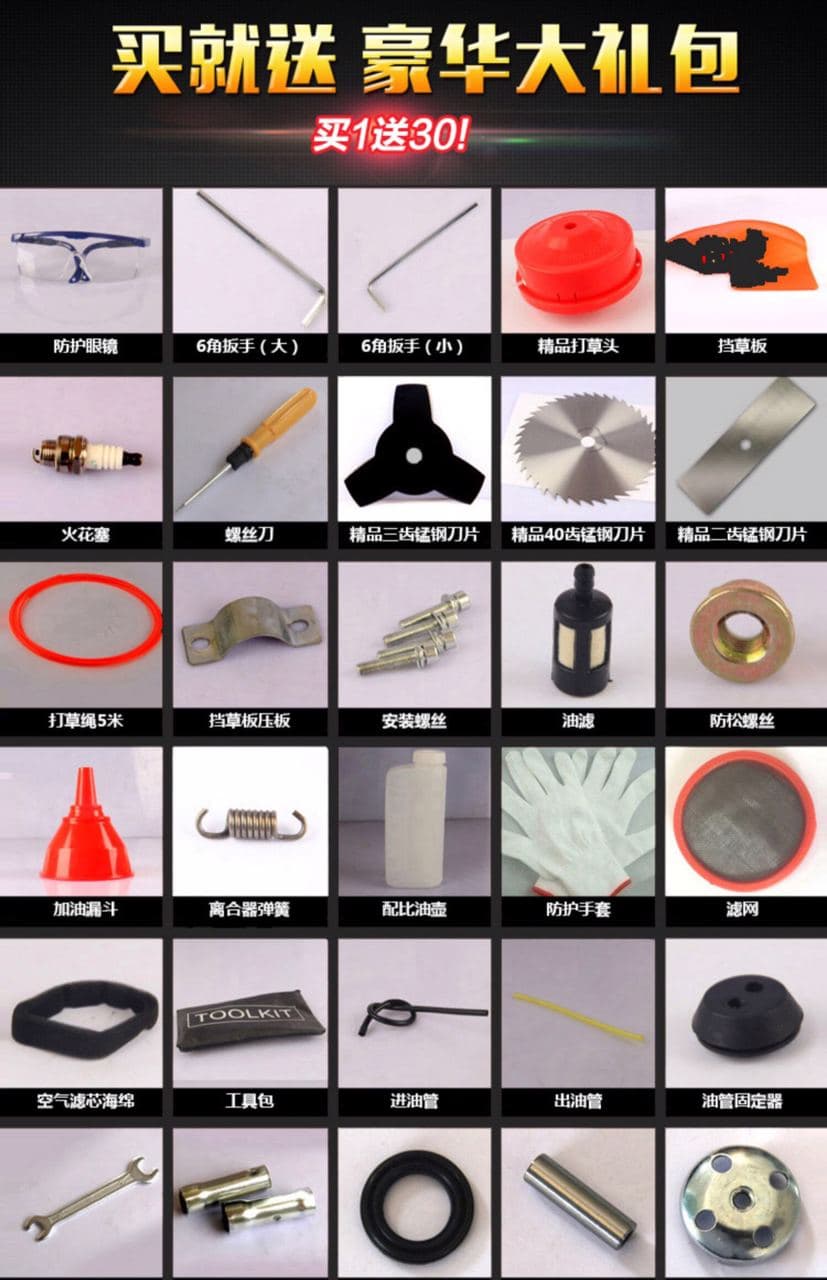 买就送 豪华大礼包
买1送30!
防护眼镜
6角扳手（大）
6角扳手（小）
精品打草头
挡草板
火花塞
螺丝刀
精品三齿锰钢刀片
精品40齿锰钢刀片
精品二齿锰钢刀片
打草绳5米
挡草板压板
安装螺丝
油滤
防松螺丝
加油漏斗
离合器弹簧
配比油壶
防护手套
滤网
TOOLKIT
空气滤芯海绵
工具包
进油管
出油管
油管固定器